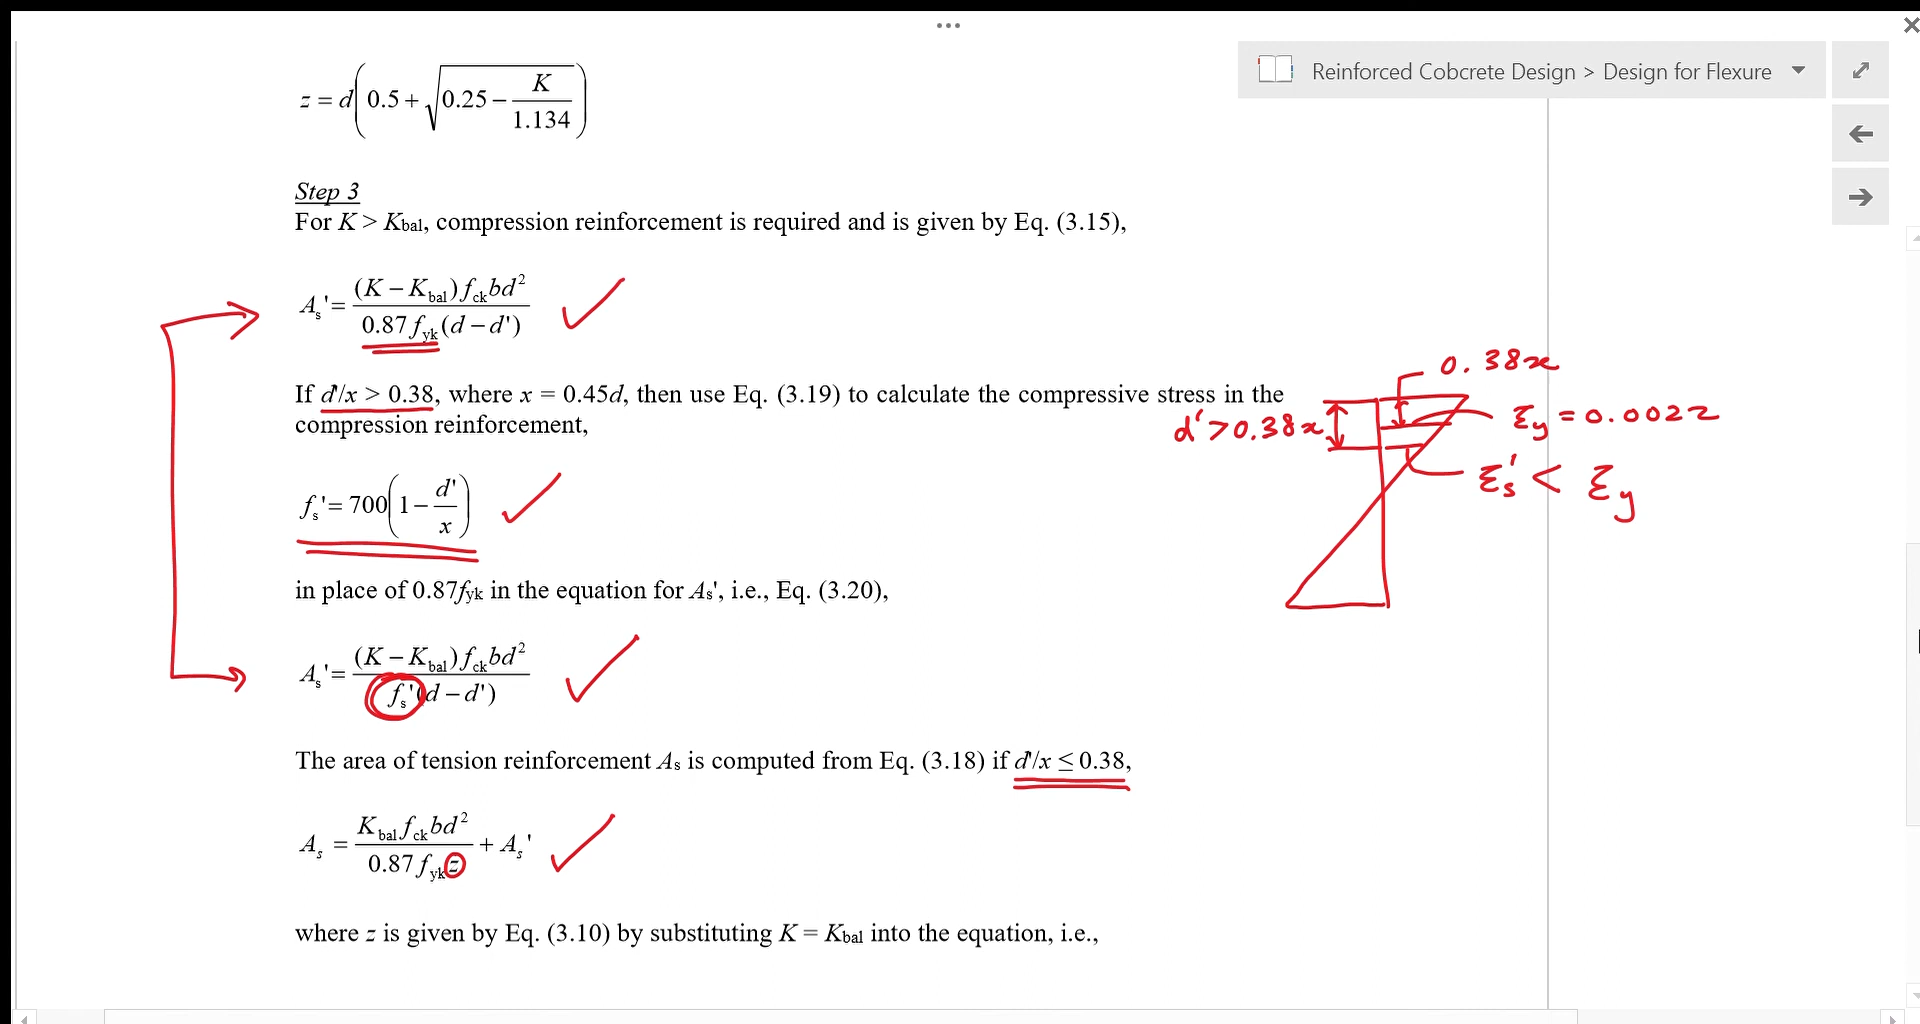 ...
Reinforced Cobcrete Design > Design for Flexure
z = d(0.5 + √(0.25 − K/1.134))
Step 3
For K > Kbal, compression reinforcement is required and is given by Eq. (3.15),
As' = (K − Kbal) fck bd² / 0.87 fyk (d − d')
0.38x
If d'/x > 0.38, where x = 0.45d, then use Eq. (3.19) to calculate the compressive stress in the
compression reinforcement,
d' > 0.38x
εy = 0.0022
εs' < εy
fs' = 700(1 − d'/x)
in place of 0.87fyk in the equation for As', i.e., Eq. (3.20),
As' = (K − Kbal) fck bd² / fs' (d − d')
The area of tension reinforcement As is computed from Eq. (3.18) if d'/x ≤ 0.38,
As = Kbal fck bd² / 0.87 fyk z + As'
where z is given by Eq. (3.10) by substituting K = Kbal into the equation, i.e.,